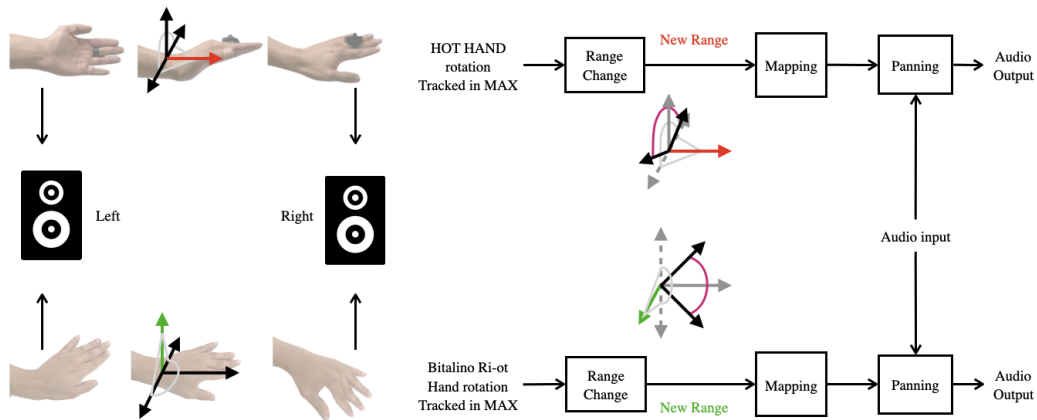 Left
Right
HOT HAND
rotation
Tracked in MAX
Range
Change
New Range
Mapping
Panning
Audio
Output
Audio input
Bitalino Ri-ot
Hand rotation
Tracked in MAX
Range
Change
New Range
Mapping
Panning
Audio
Output